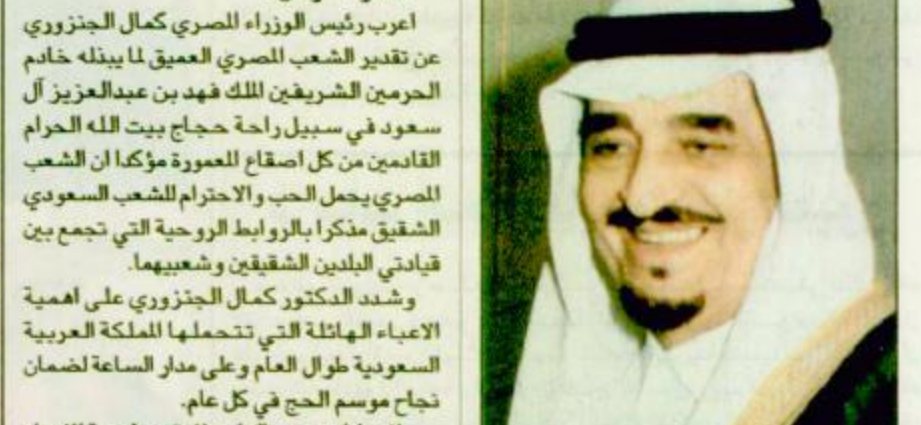 اعرب رئيس الوزراء المصري كمال الجنزوري
عن تقدير الشعب المصري العميق لما يبذله خادم
الحرمين الشريفين الملك فهد بن عبدالعزيز آل
سعود في سبيل راحة حجاج بيت الله الحرام
القادمين من كل اصقاع المعمورة مؤكدا ان الشعب
المصري يحمل الحب والاحترام للشعب السعودي
الشقيق مذكرا بالروابط الروحية التي تجمع بين
قيادتي البلدين الشقيقين وشعبيهما.
وشدد الدكتور كمال الجنزوري على اهمية
الاعباء الهائلة التي تتحملها المملكة العربية
السعودية طوال العام وعلى مدار الساعة لضمان
نجاح موسم الحج في كل عام.